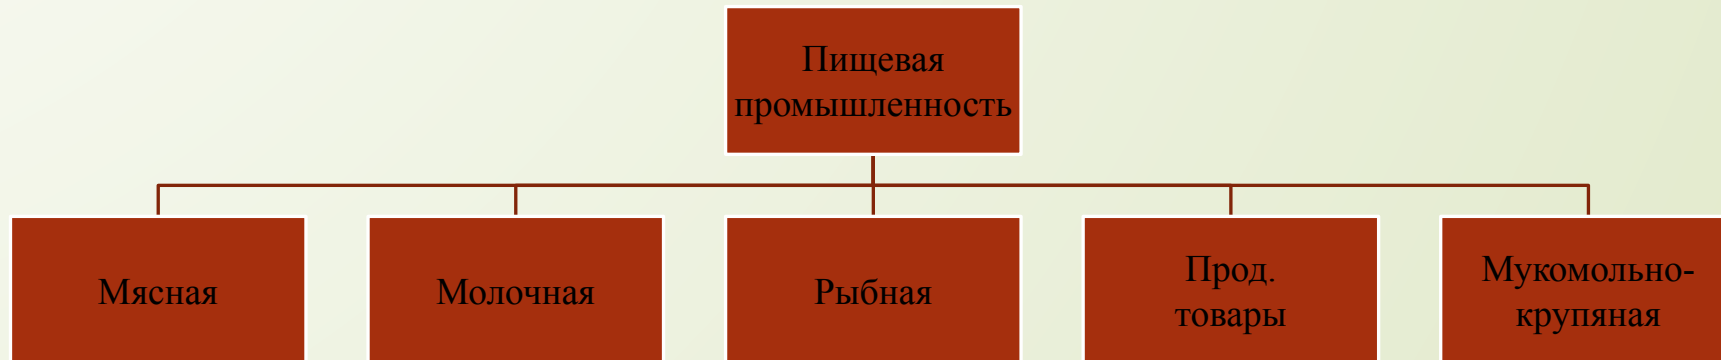 Пищевая
промышленность
Мясная
Молочная
Рыбная
Прод.
товары
Мукомольно-
крупяная